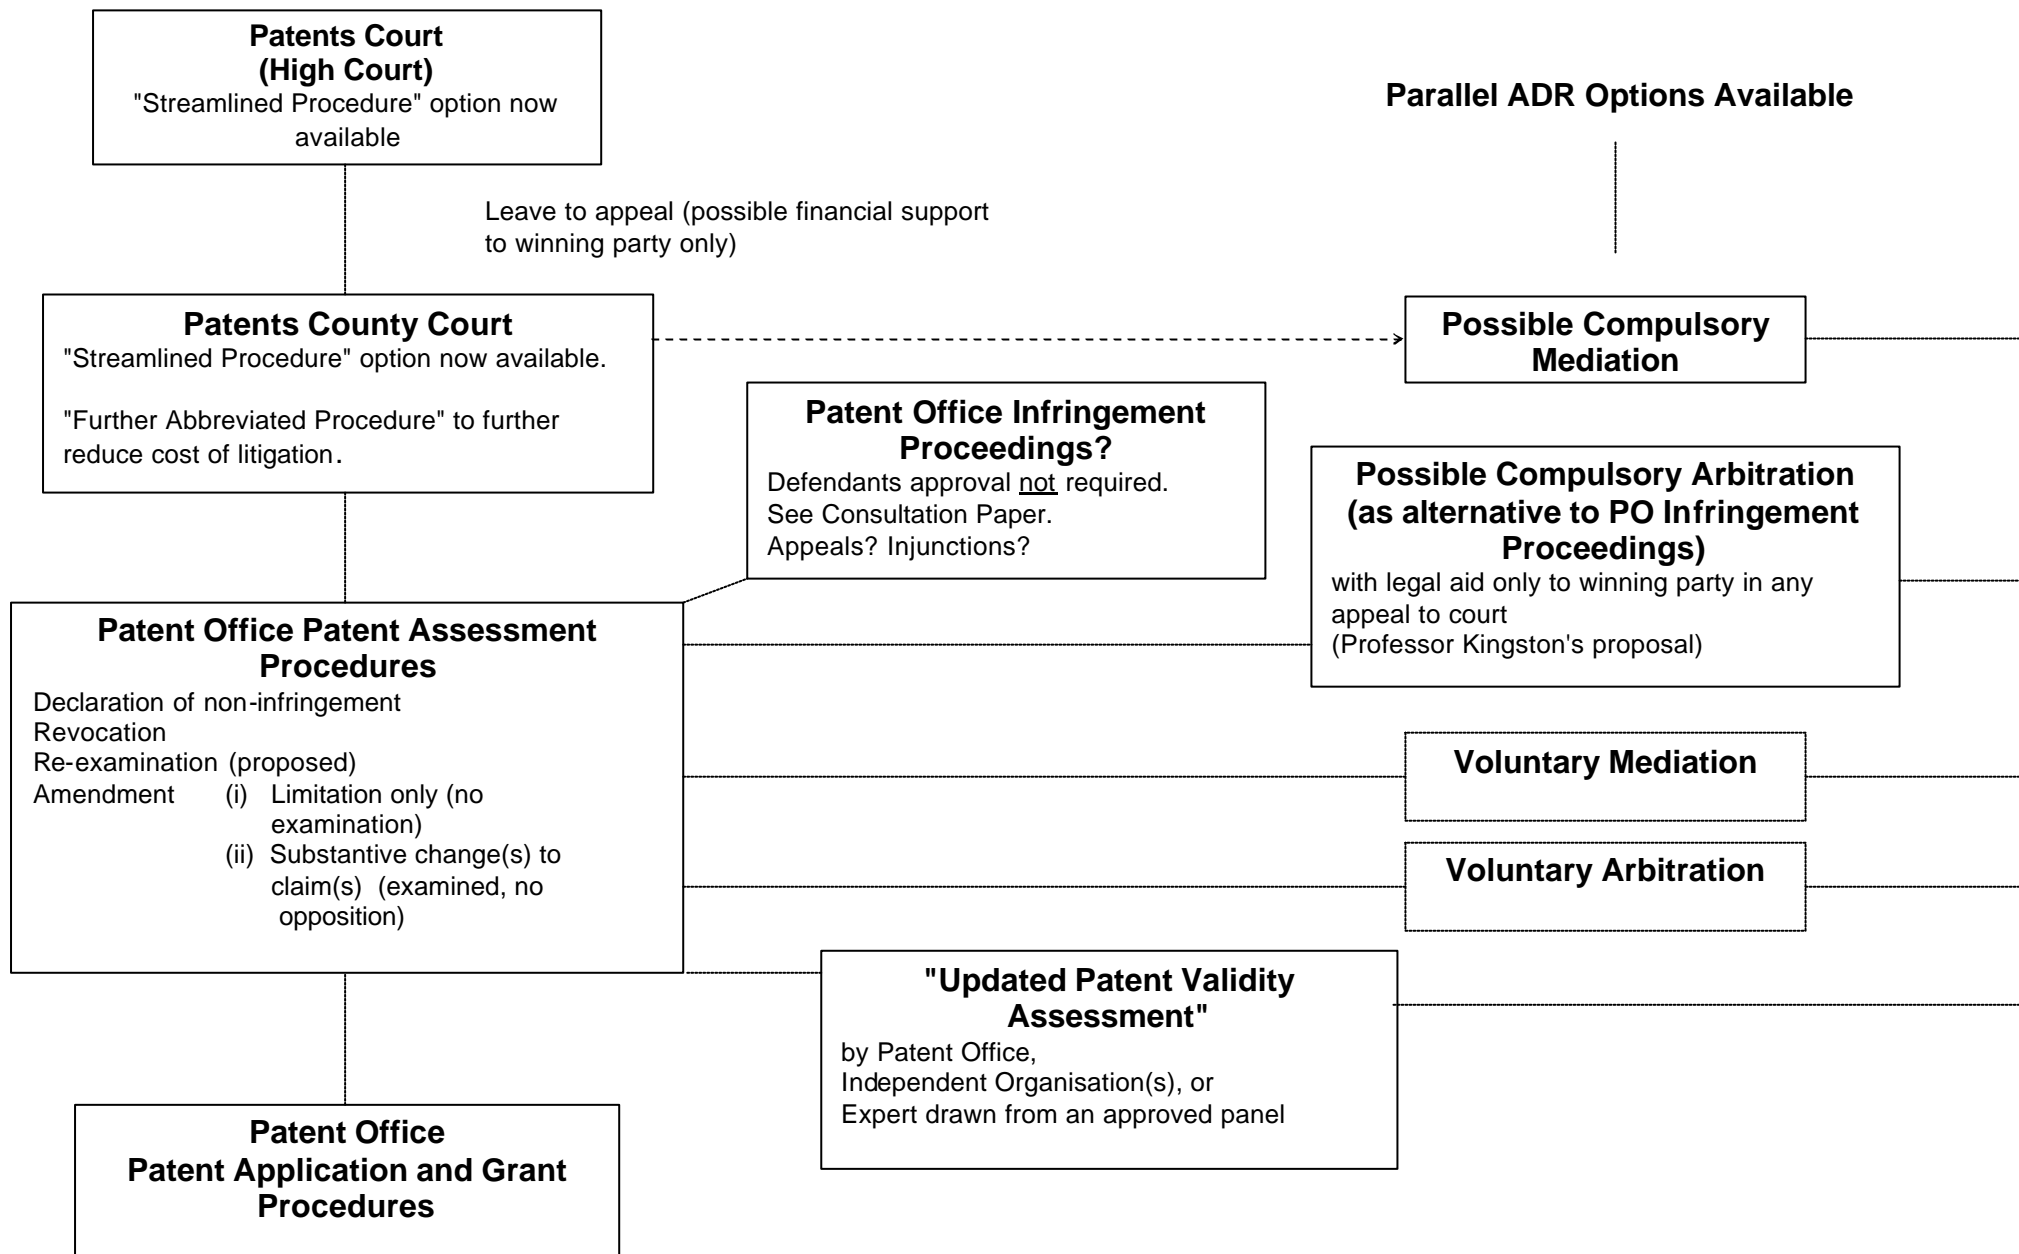 Patents Court
(High Court)
"Streamlined Procedure" option now
available
Parallel ADR Options Available
Leave to appeal (possible financial support
to winning party only)
Patents County Court
"Streamlined Procedure" option now available.
"Further Abbreviated Procedure" to further
reduce cost of litigation.
Possible Compulsory
Mediation
Patent Office Infringement
Proceedings?
Defendants approval not required.
See Consultation Paper.
Appeals? Injunctions?
Possible Compulsory Arbitration
(as alternative to PO Infringement
Proceedings)
with legal aid only to winning party in any
appeal to court
(Professor Kingston's proposal)
Patent Office Patent Assessment
Procedures
Declaration of non-infringement
Revocation
Re-examination (proposed)
Amendment (i) Limitation only (no
examination)
(ii) Substantive change(s) to
claim(s) (examined, no
opposition)
Voluntary Mediation
Voluntary Arbitration
"Updated Patent Validity
Assessment"
by Patent Office,
Independent Organisation(s), or
Expert drawn from an approved panel
Patent Office
Patent Application and Grant
Procedures